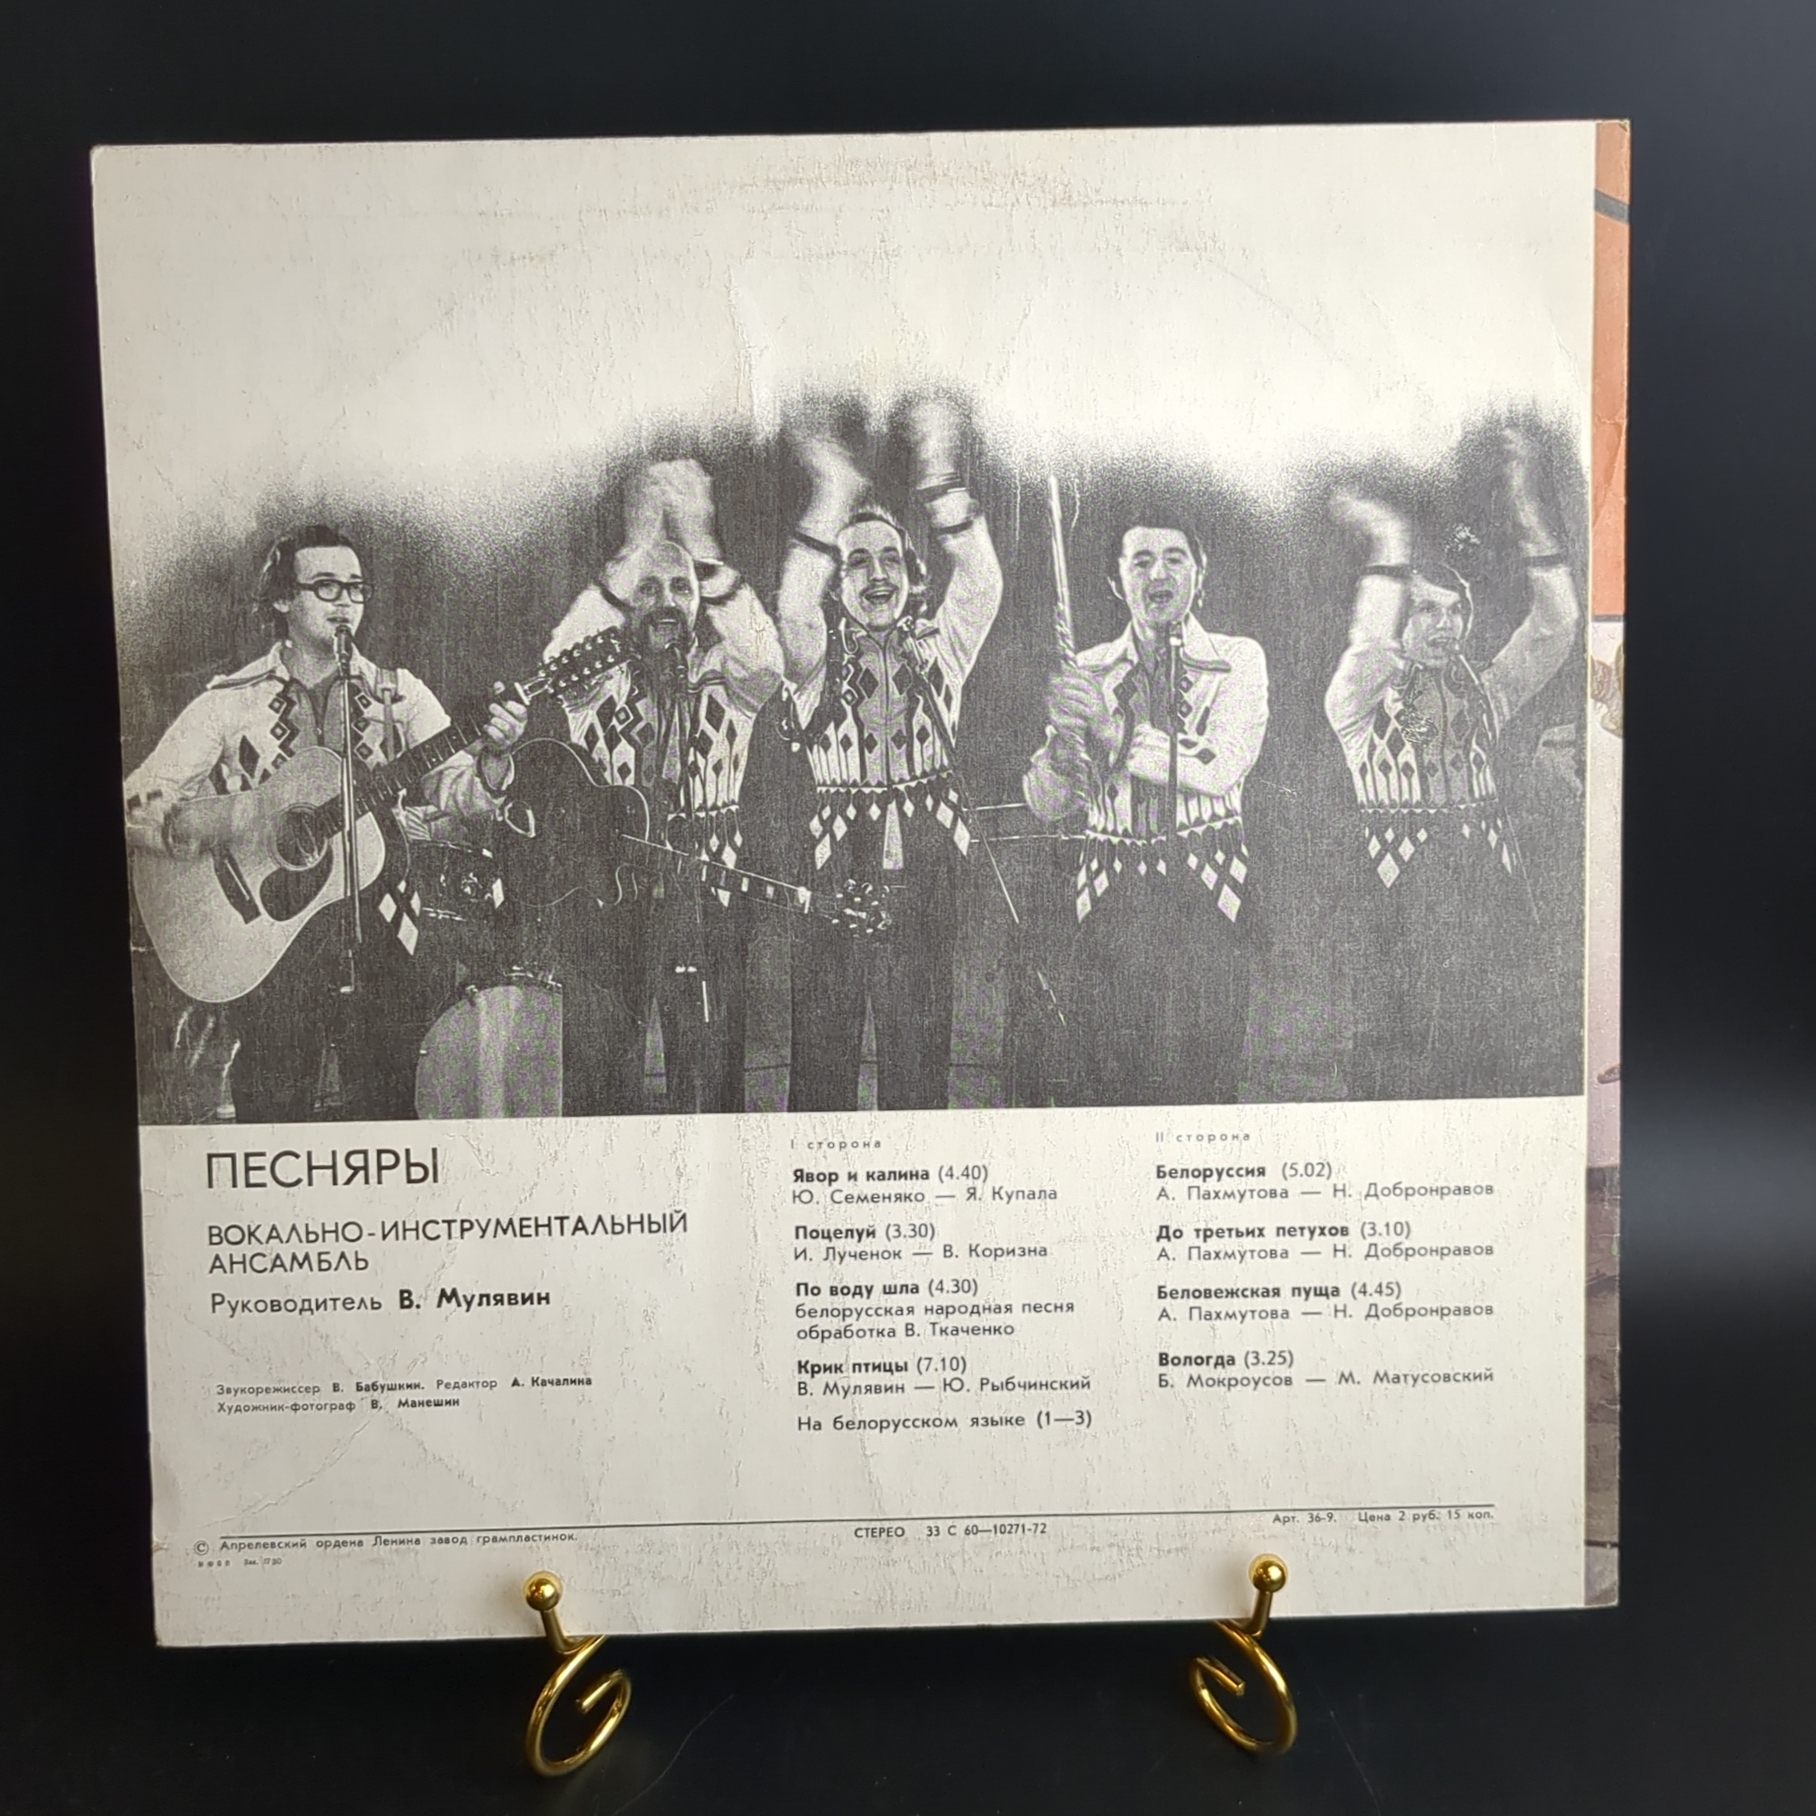 ПЕСНЯРЫ
ВОКАЛЬНО-ИНСТРУМЕНТАЛЬНЫЙ
АНСАМБЛЬ
Руководитель В. Мулявин
Звукорежиссер В. Бабушкин. Редактор А. Качалина
Художник-фотограф В. Манешин
I сторона
Явор и калина (4.40)
Ю. Семеняко — Я. Купала
Поцелуй (3.30)
И. Лученок — В. Коризна
По воду шла (4.30)
белорусская народная песня
обработка В. Ткаченко
Крик птицы (7.10)
В. Мулявин — Ю. Рыбчинский
На белорусском языке (1—3)
II сторона
Белоруссия (5.02)
А. Пахмутова — Н. Добронравов
До третьих петухов (3.10)
А. Пахмутова — Н. Добронравов
Беловежская пуща (4.45)
А. Пахмутова — Н. Добронравов
Вологда (3.25)
Б. Мокроусов — М. Матусовский
© Апрелевский ордена Ленина завод грампластинок.
СТЕРЕО 33 С 60—10271-72
Арт. 36-9. Цена 2 руб. 15 коп.